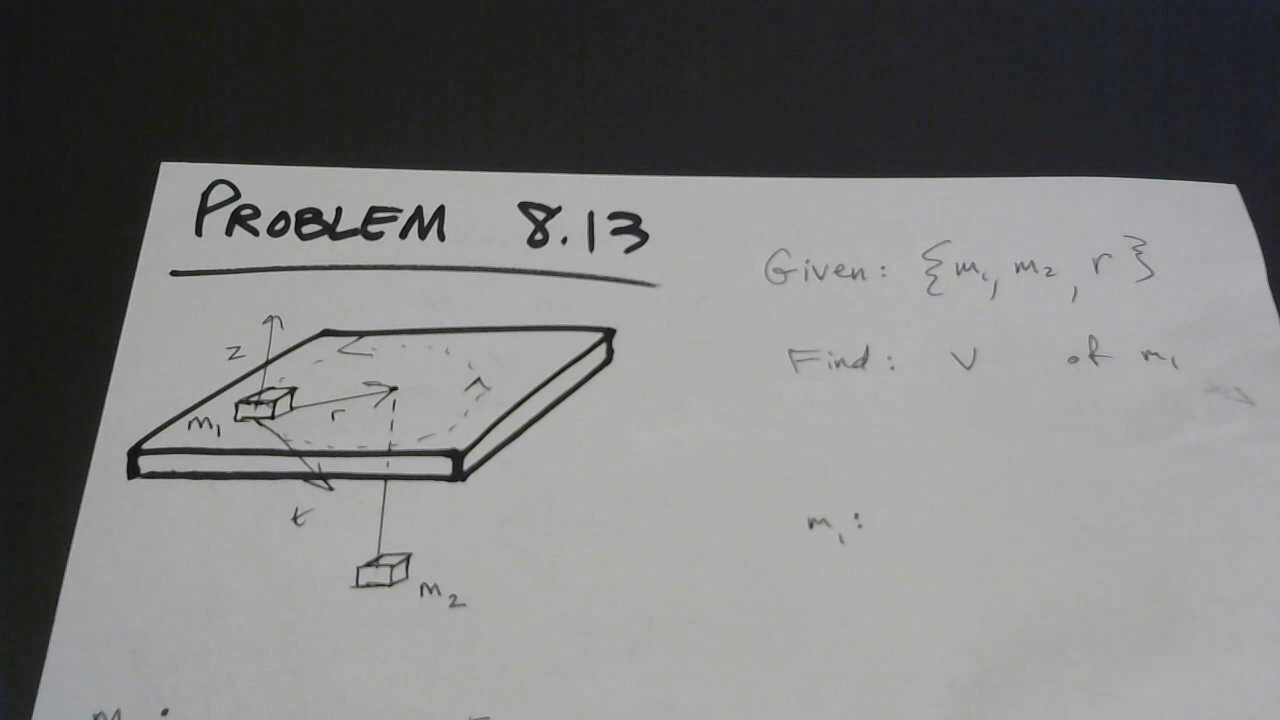 PROBLEM 8.13
Given: {m₁, m₂, r}
Find: v of m₁
z
m₁
r
t
m₂
m₁: